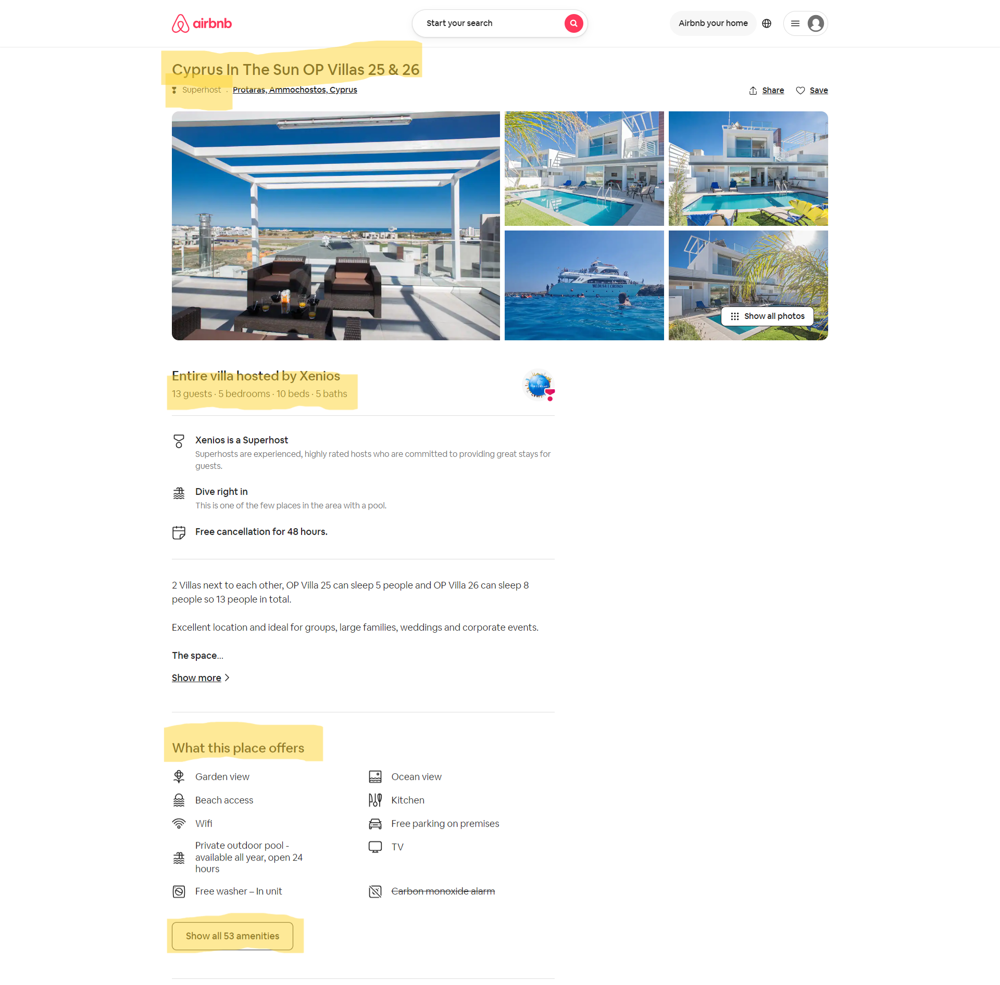 airbnb
Start your search
Airbnb your home
Cyprus In The Sun OP Villas 25 & 26
Superhost · Protaras, Ammochostos, Cyprus
Share
Save
MEDUSA I CRUISES
Show all photos
Entire villa hosted by Xenios
13 guests · 5 bedrooms · 10 beds · 5 baths
Xenios is a Superhost
Superhosts are experienced, highly rated hosts who are committed to providing great stays for
guests.
Dive right in
This is one of the few places in the area with a pool.
Free cancellation for 48 hours.
2 Villas next to each other, OP Villa 25 can sleep 5 people and OP Villa 26 can sleep 8
people so 13 people in total.
Excellent location and ideal for groups, large families, weddings and corporate events.
The space...
Show more
What this place offers
Garden view
Ocean view
Beach access
Kitchen
Wifi
Free parking on premises
Private outdoor pool -
available all year, open 24
hours
TV
Free washer – In unit
Carbon monoxide alarm
Show all 53 amenities